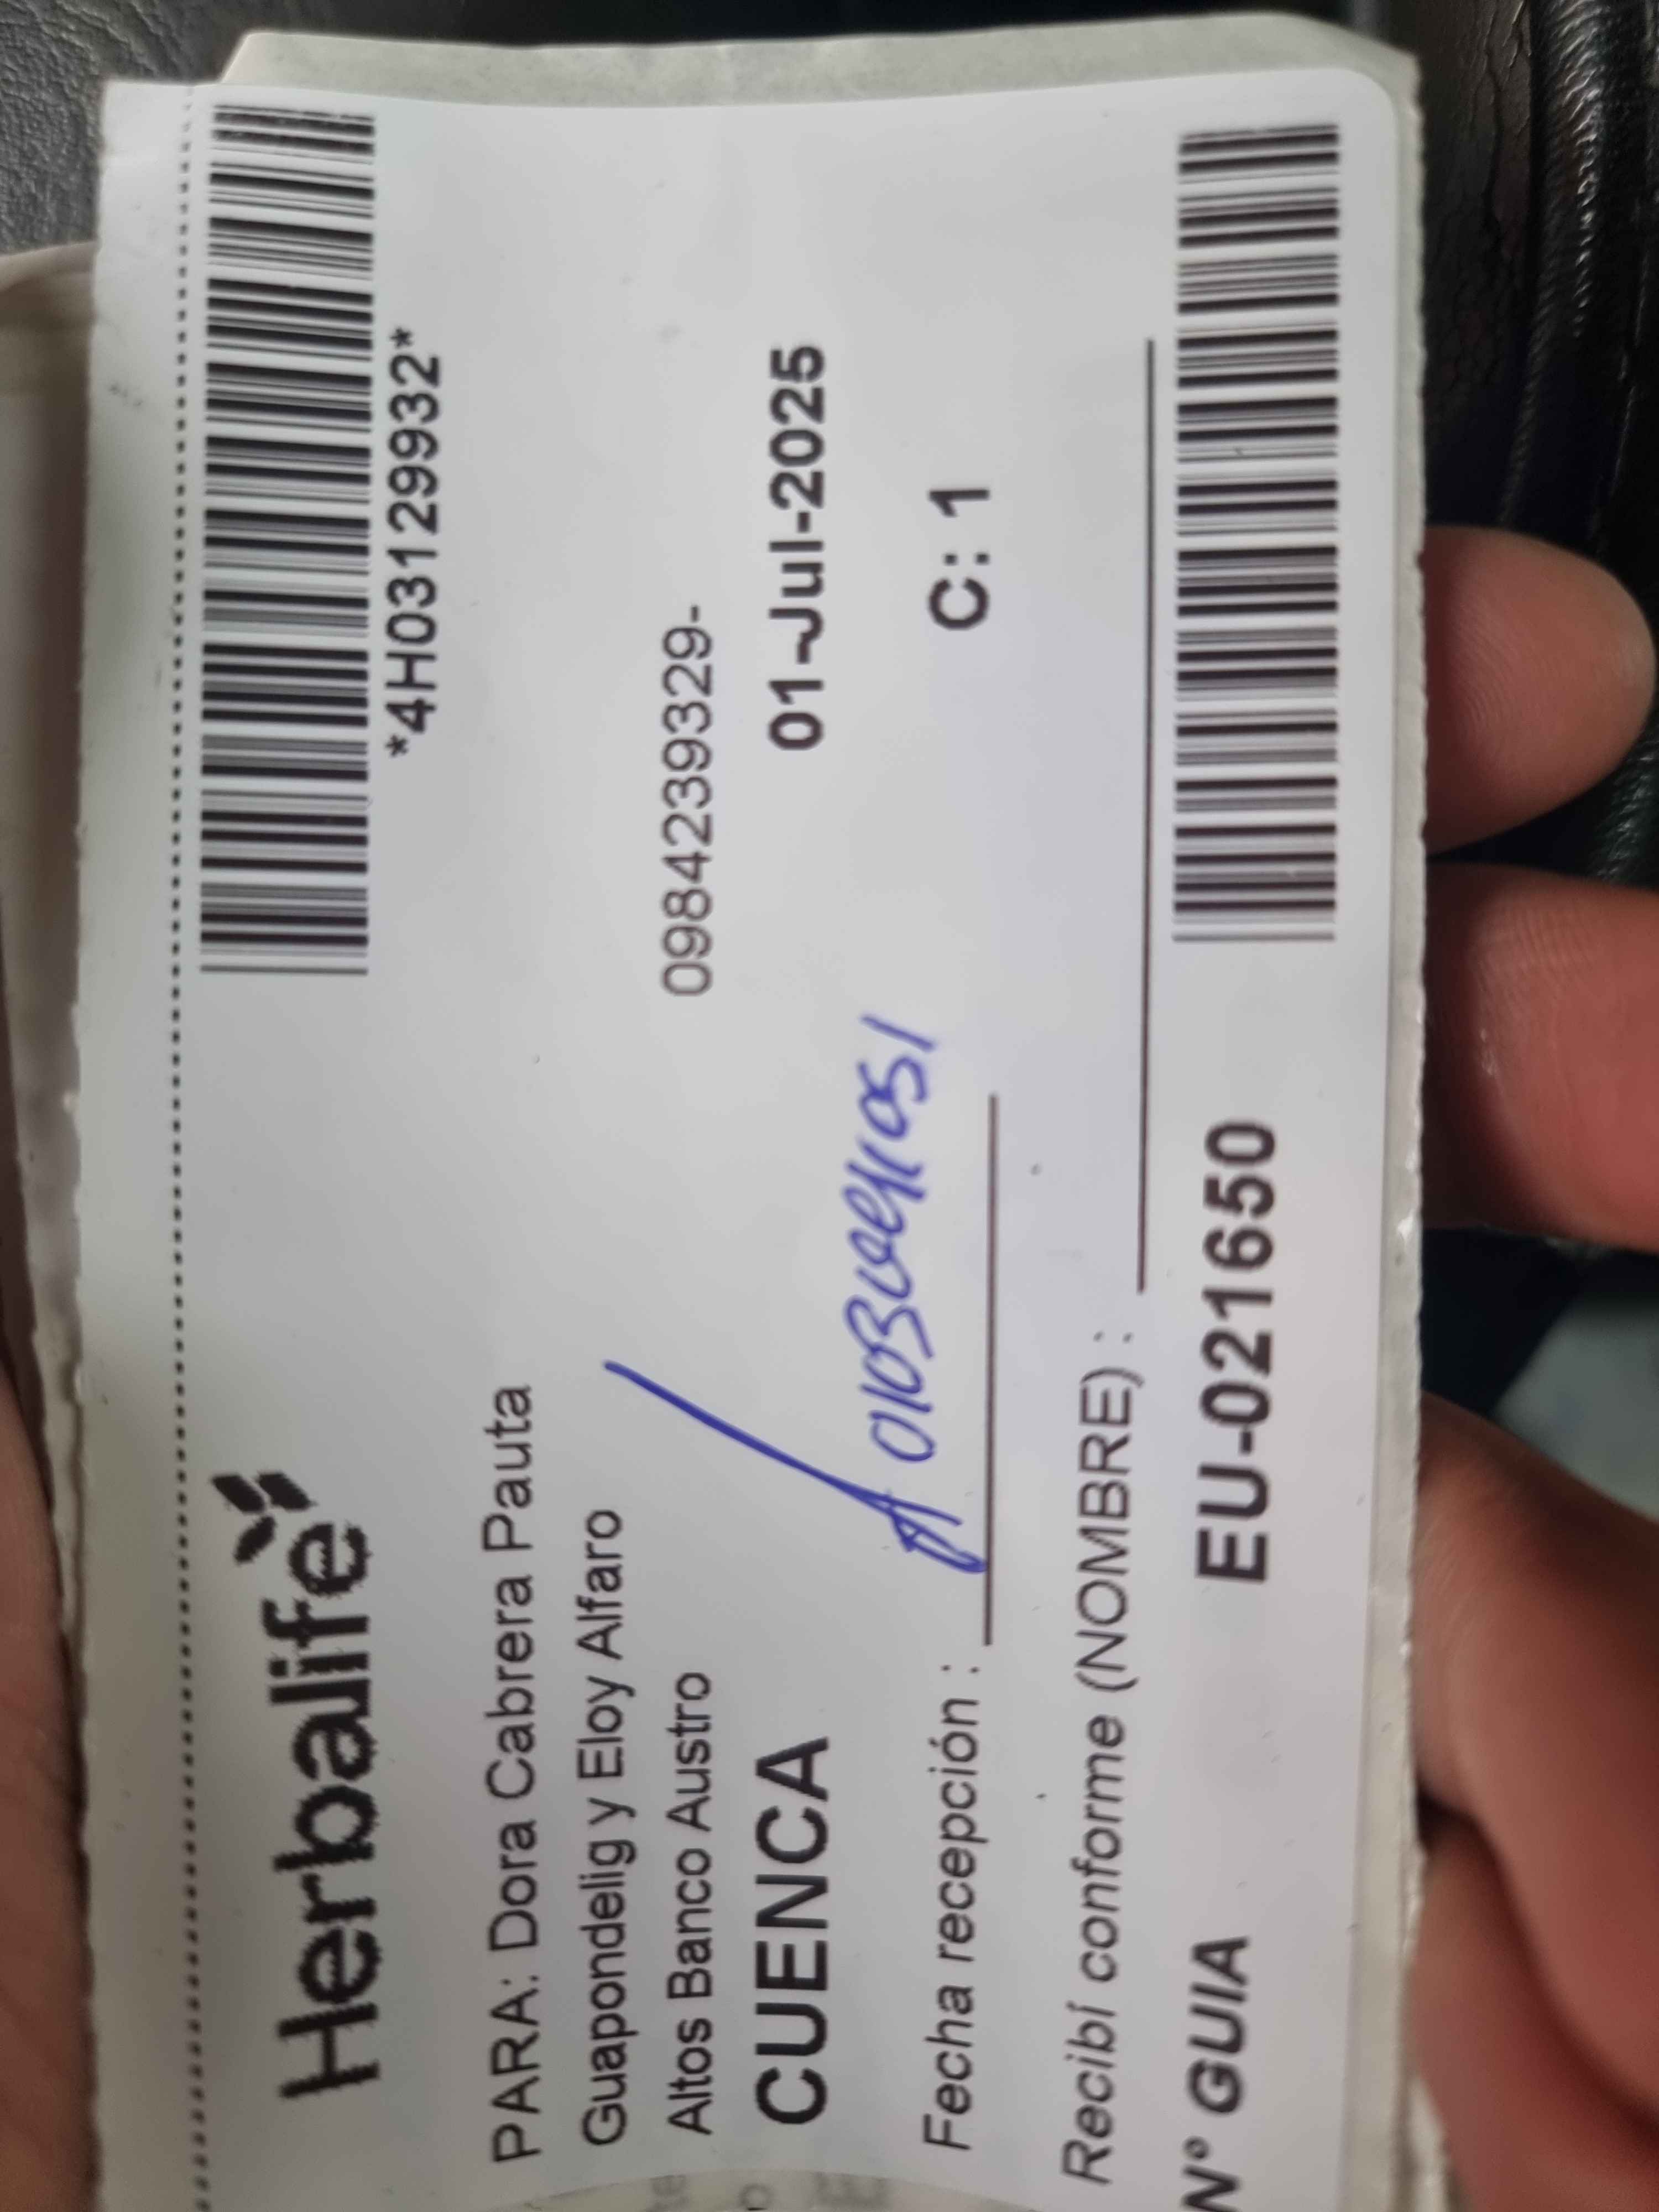 Herbalife
*4H03129932*
PARA: Dora Cabrera Pauta
Guapondelig y Eloy Alfaro
Altos Banco Austro
0984239329-
CUENCA
01-Jul-2025
Fecha recepción :
C: 1
Recibí conforme (NOMBRE) :
N° GUIA
EU-021650